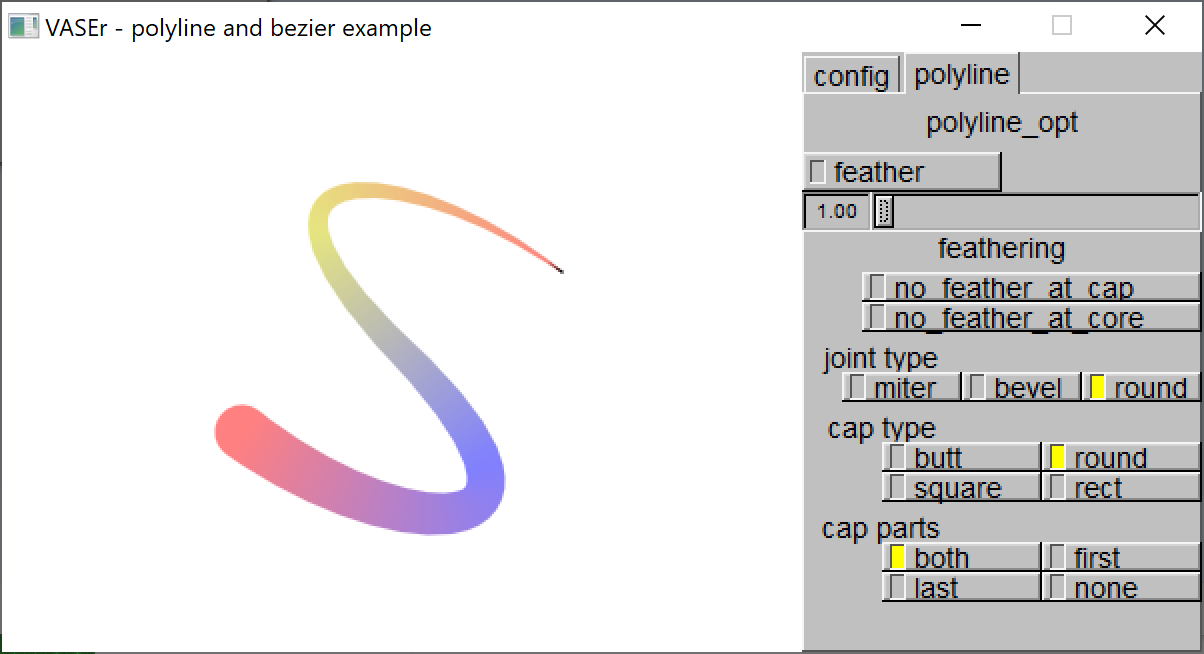 VASEr - polyline and bezier example
config polyline
polyline_opt
feather
1.00
feathering
no_feather_at_cap
no_feather_at_core
joint type
miter bevel round
cap type
butt round
square rect
cap parts
both first
last none